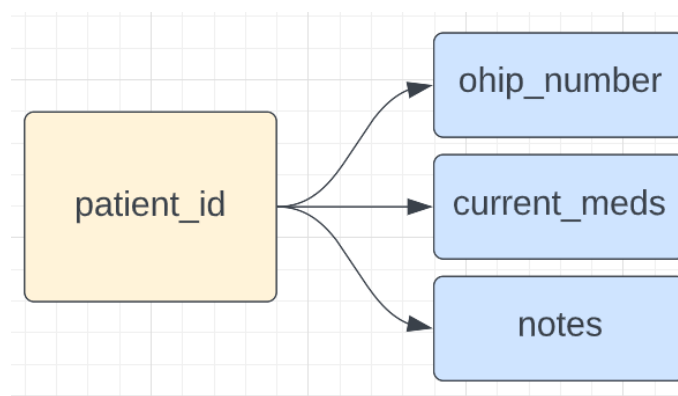 patient_id
ohip_number
current_meds
notes